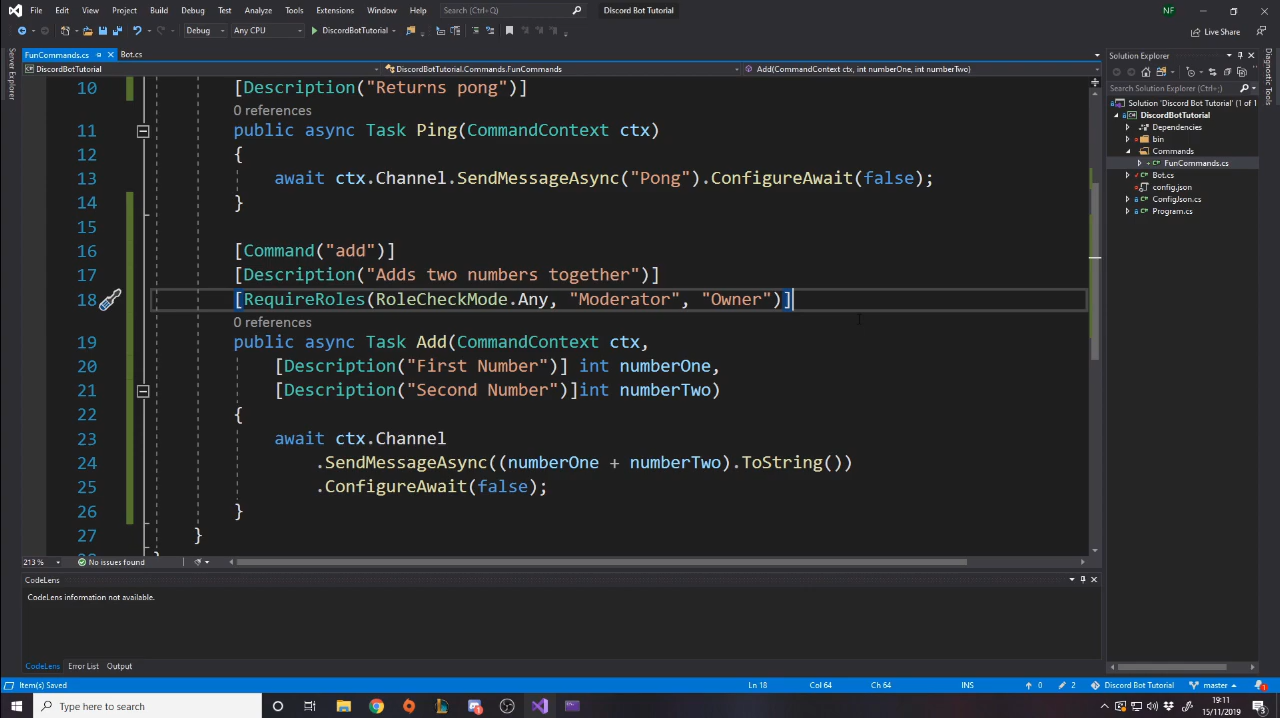 File Edit View Project Build Debug Test Analyze Tools Extensions Window Help Search (Ctrl+Q) Discord Bot Tutorial NF
Debug Any CPU DiscordBotTutorial Live Share
FunCommands.cs Bot.cs Solution Explorer
DiscordBotTutorial DiscordBotTutorial.Commands.FunCommands Add(CommandContext ctx, int numberOne, int numberTwo)
Server Explorer
Diagnostic Tools
10 [Description("Returns pong")]
0 references
11 public async Task Ping(CommandContext ctx)
12 {
13 await ctx.Channel.SendMessageAsync("Pong").ConfigureAwait(false);
14 }
15
16 [Command("add")]
17 [Description("Adds two numbers together")]
18 [RequireRoles(RoleCheckMode.Any, "Moderator", "Owner")]
0 references
19 public async Task Add(CommandContext ctx,
20 [Description("First Number")] int numberOne,
21 [Description("Second Number")]int numberTwo)
22 {
23 await ctx.Channel
24 .SendMessageAsync((numberOne + numberTwo).ToString())
25 .ConfigureAwait(false);
26 }
27 }
Search Solution Explorer (Ctrl+;)
Solution 'Discord Bot Tutorial' (1 of 1
DiscordBotTutorial
Dependencies
bin
Commands
FunCommands.cs
Bot.cs
config.json
ConfigJson.cs
Program.cs
213 % No issues found
CodeLens
CodeLens information not available.
CodeLens Error List Output
Item(s) Saved Ln 18 Col 64 Ch 64 INS 0 2 Discord Bot Tutorial master 1
Type here to search 19:11
15/11/2019